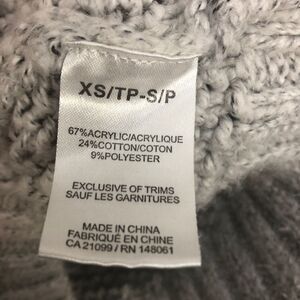 XS/TP-S/P
67%ACRYLIC/ACRYLIQUE
24%COTTON/COTON
9%POLYESTER
EXCLUSIVE OF TRIMS
SAUF LES GARNITURES
MADE IN CHINA
FABRIQUÉ EN CHINE
CA 21099 / RN 148061